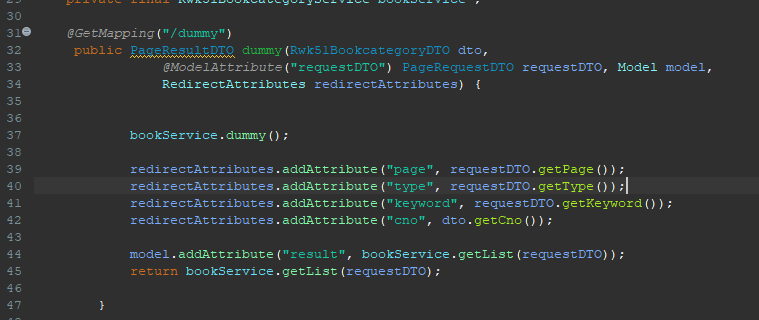 29 private final Rwk51BookCategoryService bookService ;
30
31 @GetMapping("/dummy")
32 public PageResultDTO dummy(Rwk51BookcategoryDTO dto,
33 @ModelAttribute("requestDTO") PageRequestDTO requestDTO, Model model,
34 RedirectAttributes redirectAttributes) {
35
36
37 bookService.dummy();
38
39 redirectAttributes.addAttribute("page", requestDTO.getPage());
40 redirectAttributes.addAttribute("type", requestDTO.getType());
41 redirectAttributes.addAttribute("keyword", requestDTO.getKeyword());
42 redirectAttributes.addAttribute("cno", dto.getCno());
43
44 model.addAttribute("result", bookService.getList(requestDTO));
45 return bookService.getList(requestDTO);
46
47 }